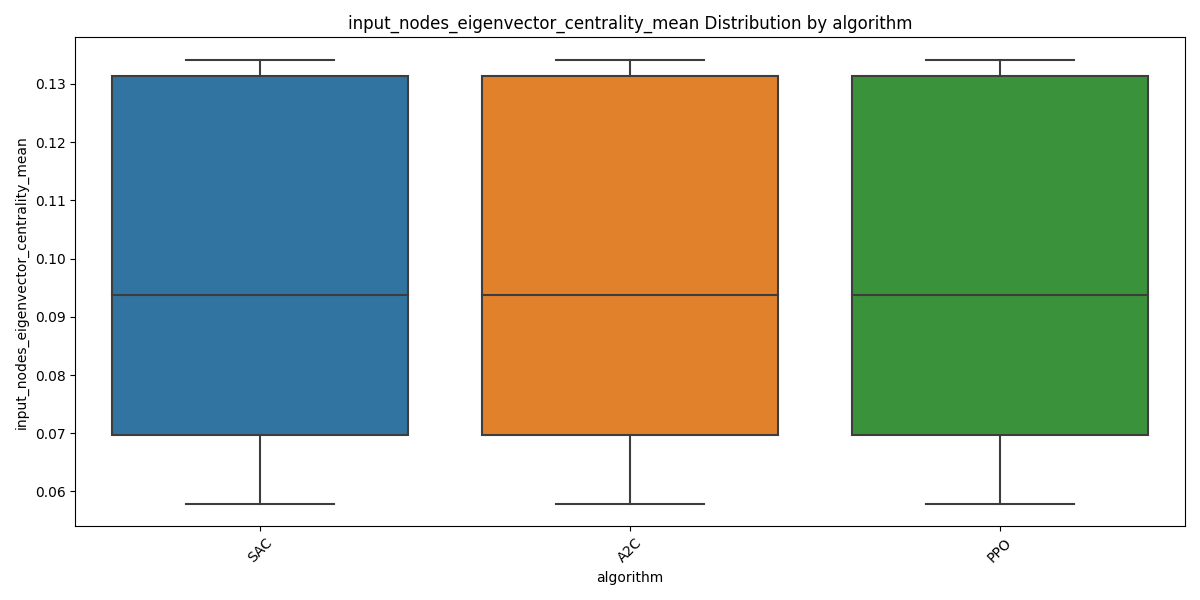 input_nodes_eigenvector_centrality_mean Distribution by algorithm
input_nodes_eigenvector_centrality_mean
0.13
0.12
0.11
0.10
0.09
0.08
0.07
0.06
SAC
A2C
PPO
algorithm